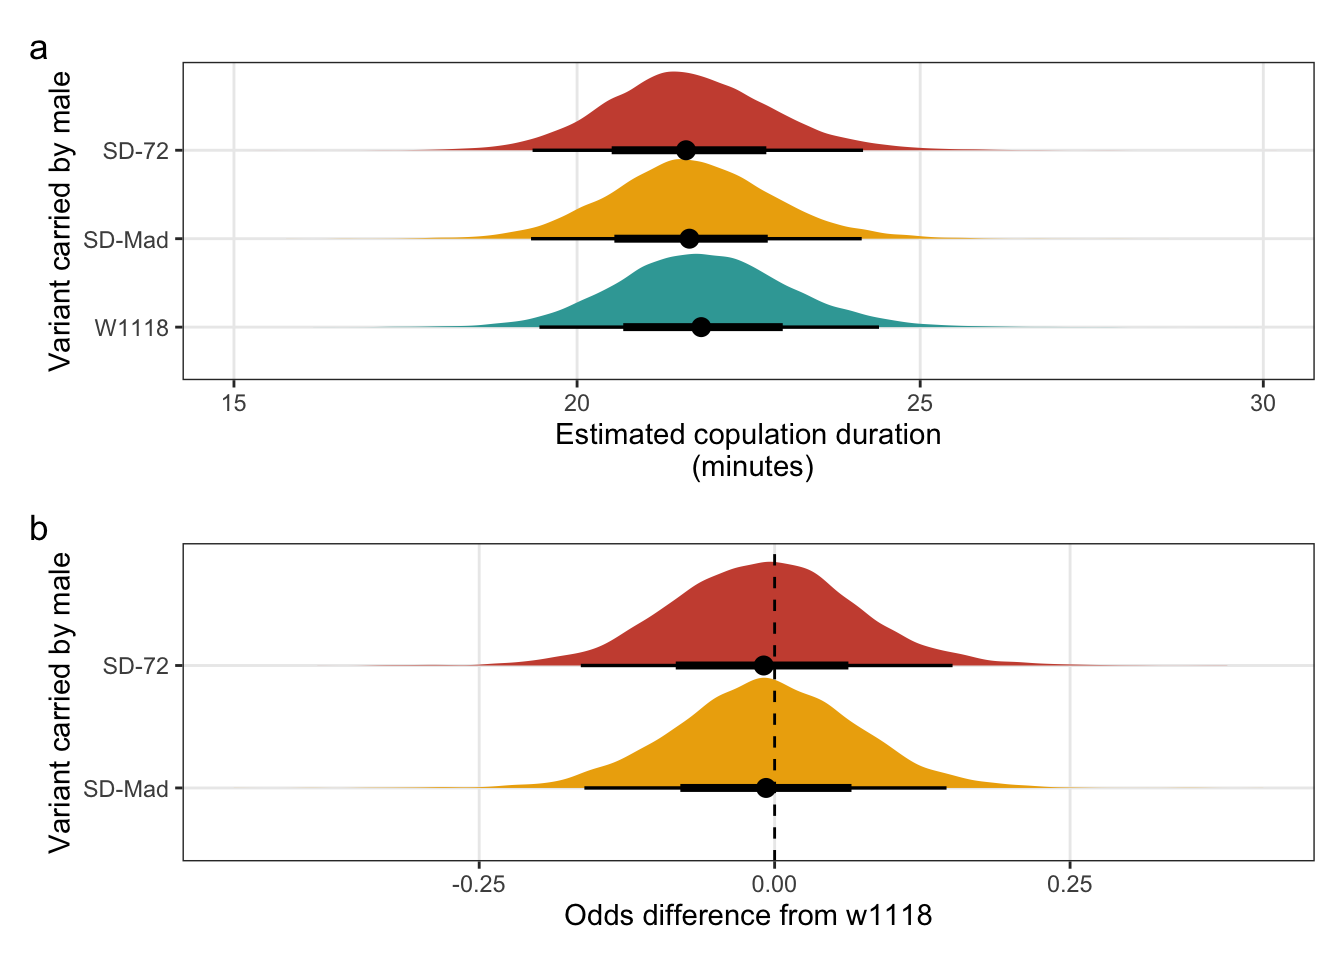 a
Variant carried by male
SD-72
SD-Mad
W1118
15 20 25 30
Estimated copulation duration
(minutes)
b
Variant carried by male
SD-72
SD-Mad
-0.25 0.00 0.25
Odds difference from w1118